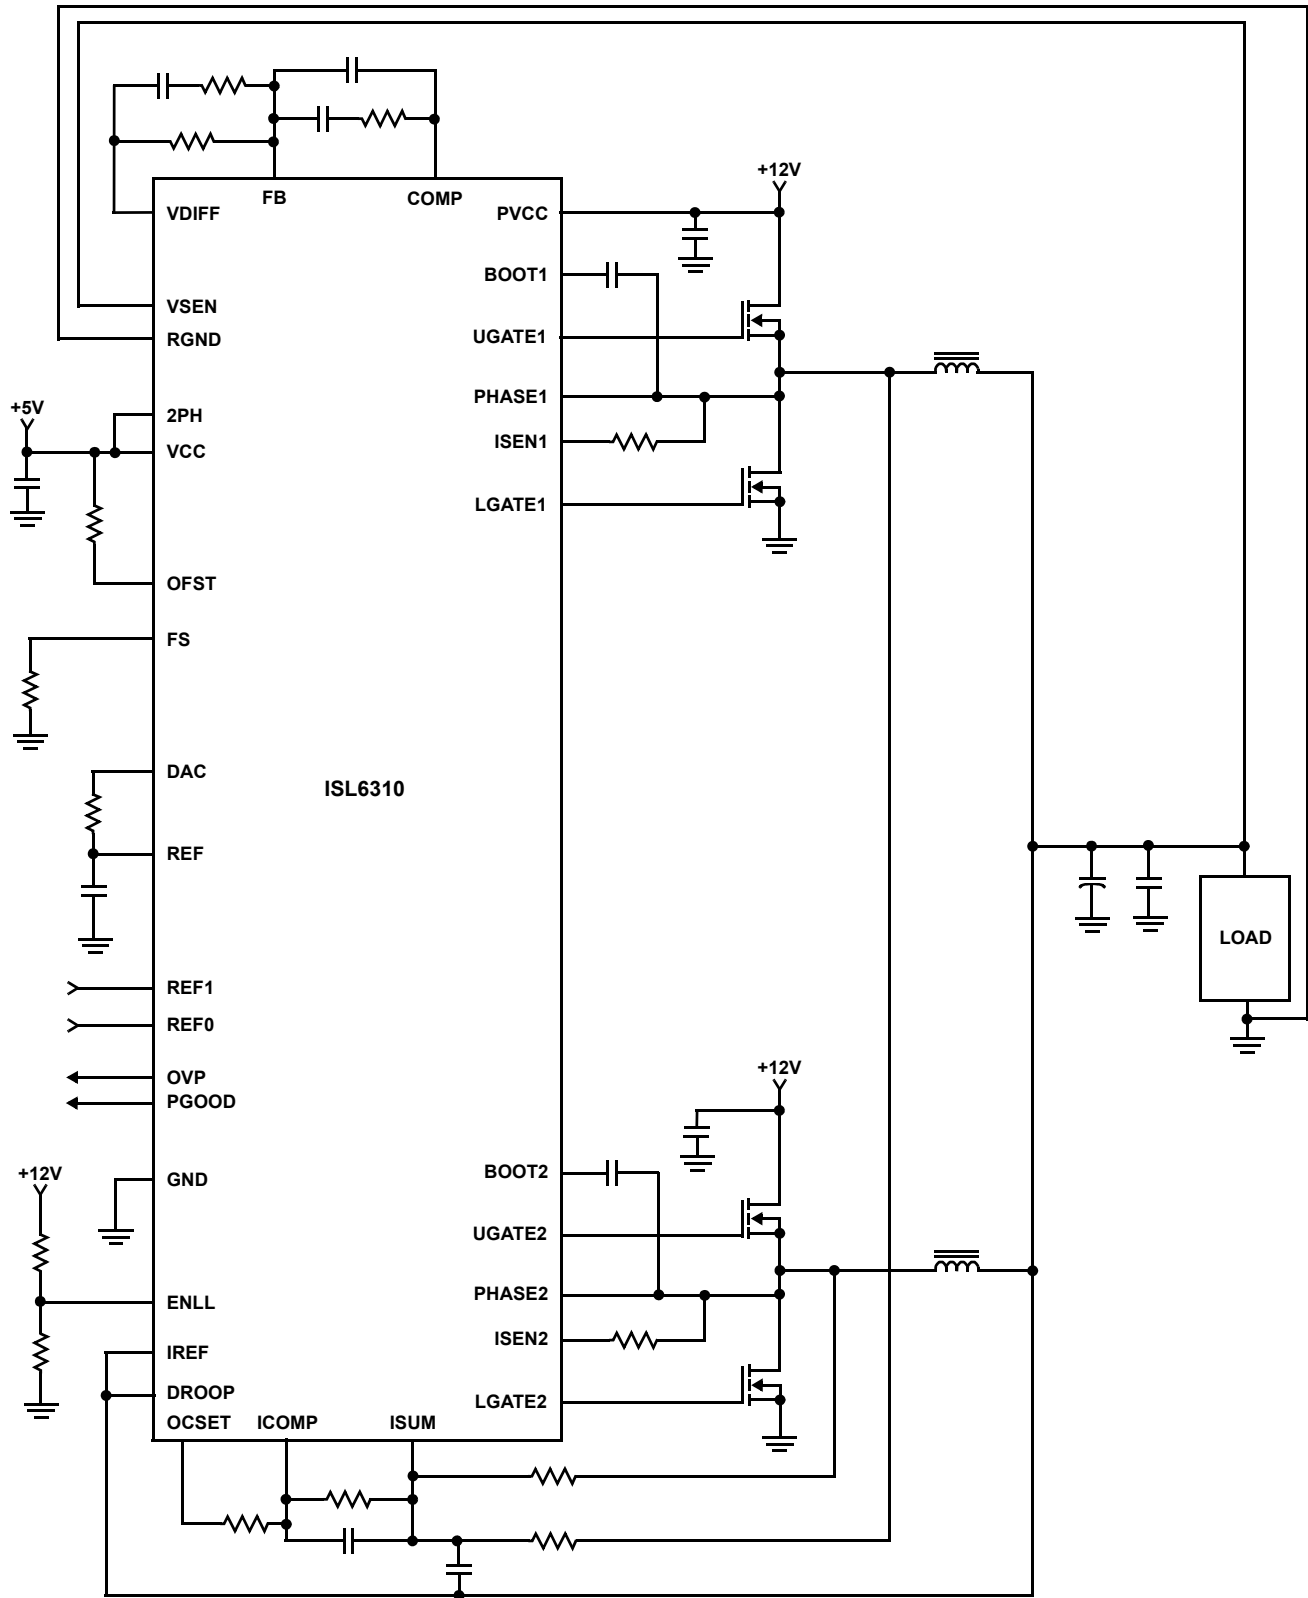 +12V
FB
COMP
VDIFF
PVCC
BOOT1
VSEN
RGND
UGATE1
PHASE1
+5V
2PH
VCC
ISEN1
LGATE1
OFST
FS
DAC
ISL6310
REF
LOAD
REF1
REF0
OVP
PGOOD
+12V
+12V
GND
BOOT2
UGATE2
PHASE2
ENLL
ISEN2
IREF
DROOP
LGATE2
OCSET
ICOMP
ISUM